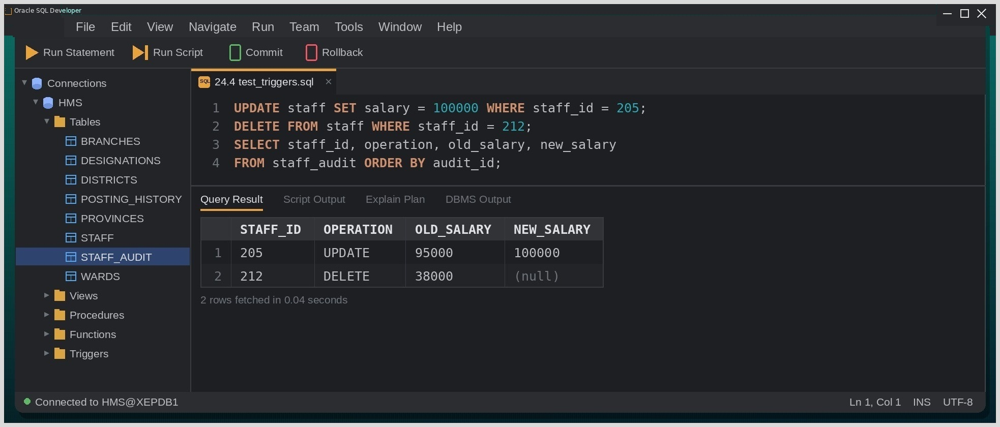 Oracle SQL Developer
File Edit View Navigate Run Team Tools Window Help
Run Statement Run Script Commit Rollback
Connections
HMS
Tables
BRANCHES
DESIGNATIONS
DISTRICTS
POSTING_HISTORY
PROVINCES
STAFF
STAFF_AUDIT
WARDS
Views
Procedures
Functions
Triggers
SQL 24.4 test_triggers.sql
1 UPDATE staff SET salary = 100000 WHERE staff_id = 205;
2 DELETE FROM staff WHERE staff_id = 212;
3 SELECT staff_id, operation, old_salary, new_salary
4 FROM staff_audit ORDER BY audit_id;
Query Result Script Output Explain Plan DBMS Output
STAFF_ID OPERATION OLD_SALARY NEW_SALARY
1 205 UPDATE 95000 100000
2 212 DELETE 38000 (null)
2 rows fetched in 0.04 seconds
Connected to HMS@XEPDB1 Ln 1, Col 1 INS UTF-8